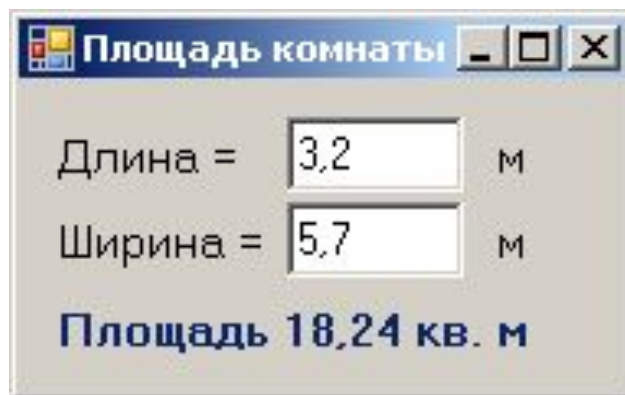 Площадь комнаты
Длина = 3,2 м
Ширина = 5,7 м
Площадь 18,24 кв. м